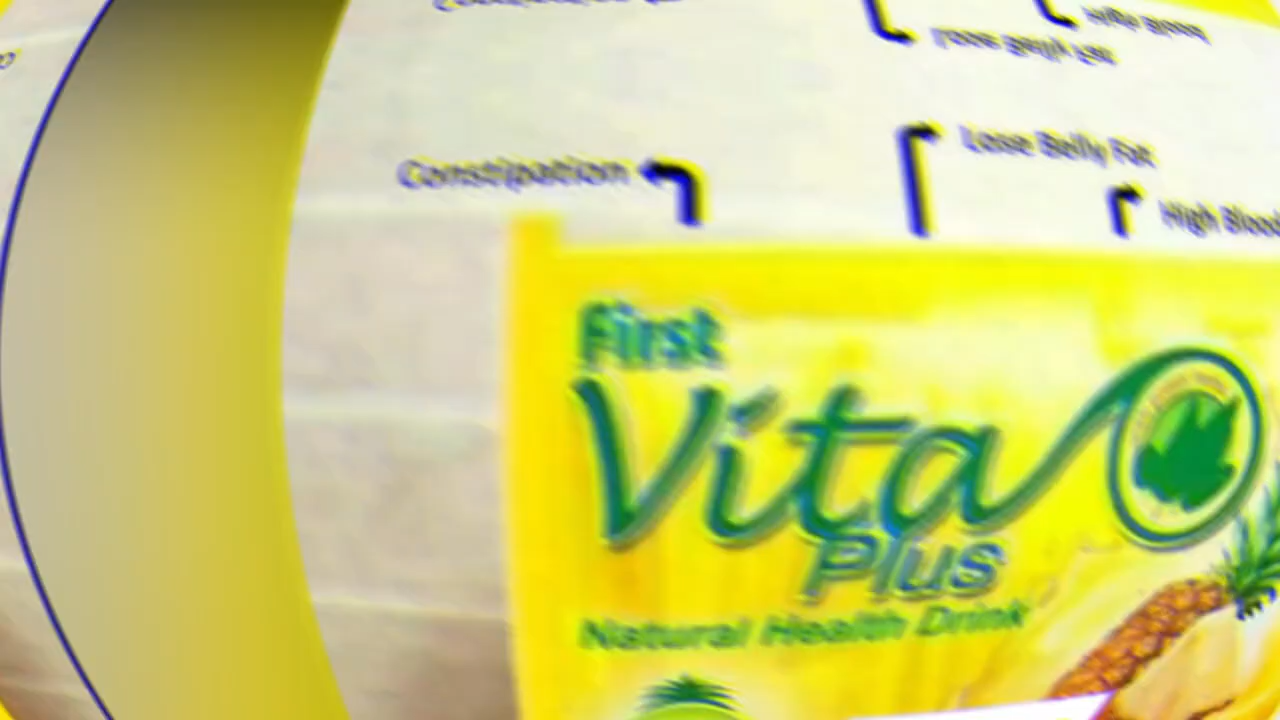 Lose Belly Fat
Constipation
High Blood
First
Vita
Plus
Natural Health Drink